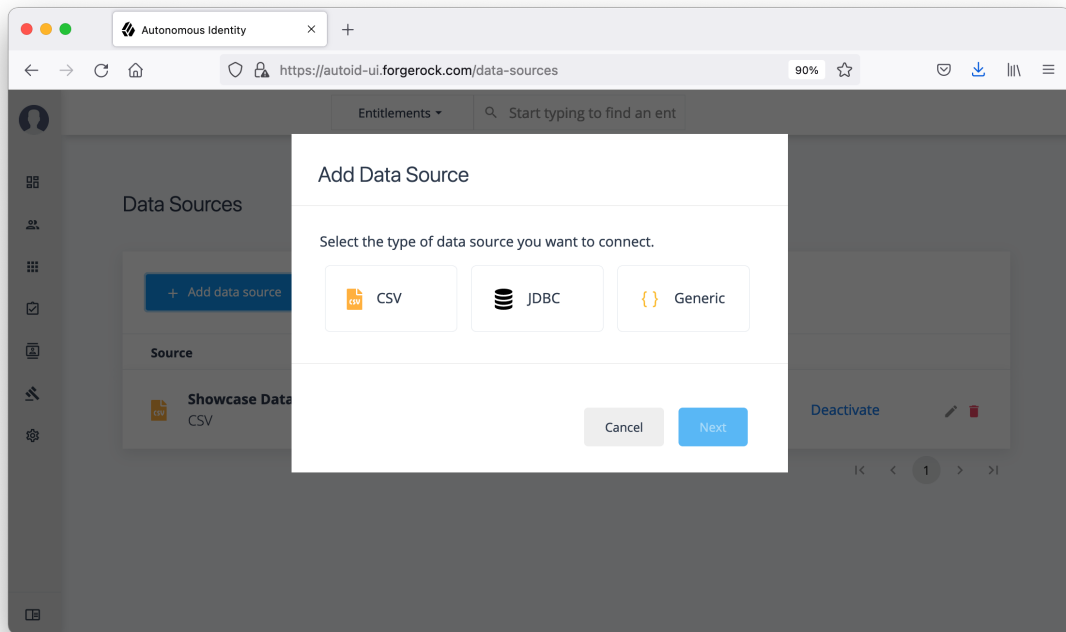 Autonomous Identity
https://autoid-ui.forgerock.com/data-sources
90%
Entitlements
Start typing to find an ent
Add Data Source
Data Sources
Select the type of data source you want to connect.
+ Add data source
CSV
CSV
JDBC
{ }
Generic
Source
Showcase Data
CSV
CSV
Deactivate
Cancel
Next
1